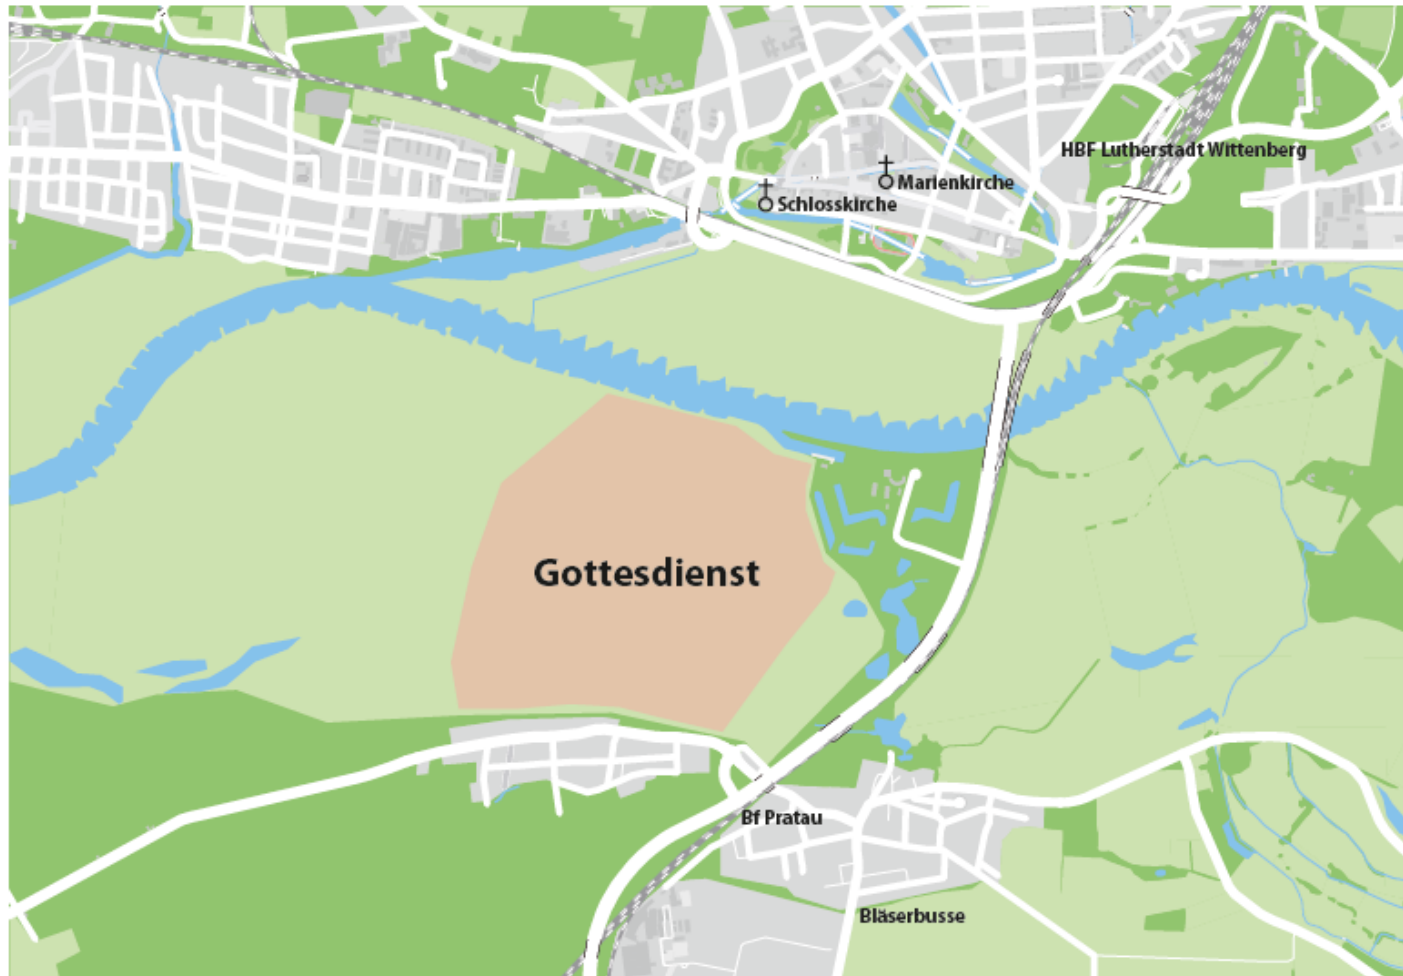 HBF Lutherstadt Wittenberg
Marienkirche
Schlosskirche
Gottesdienst
Bf Pratau
Bläserbusse